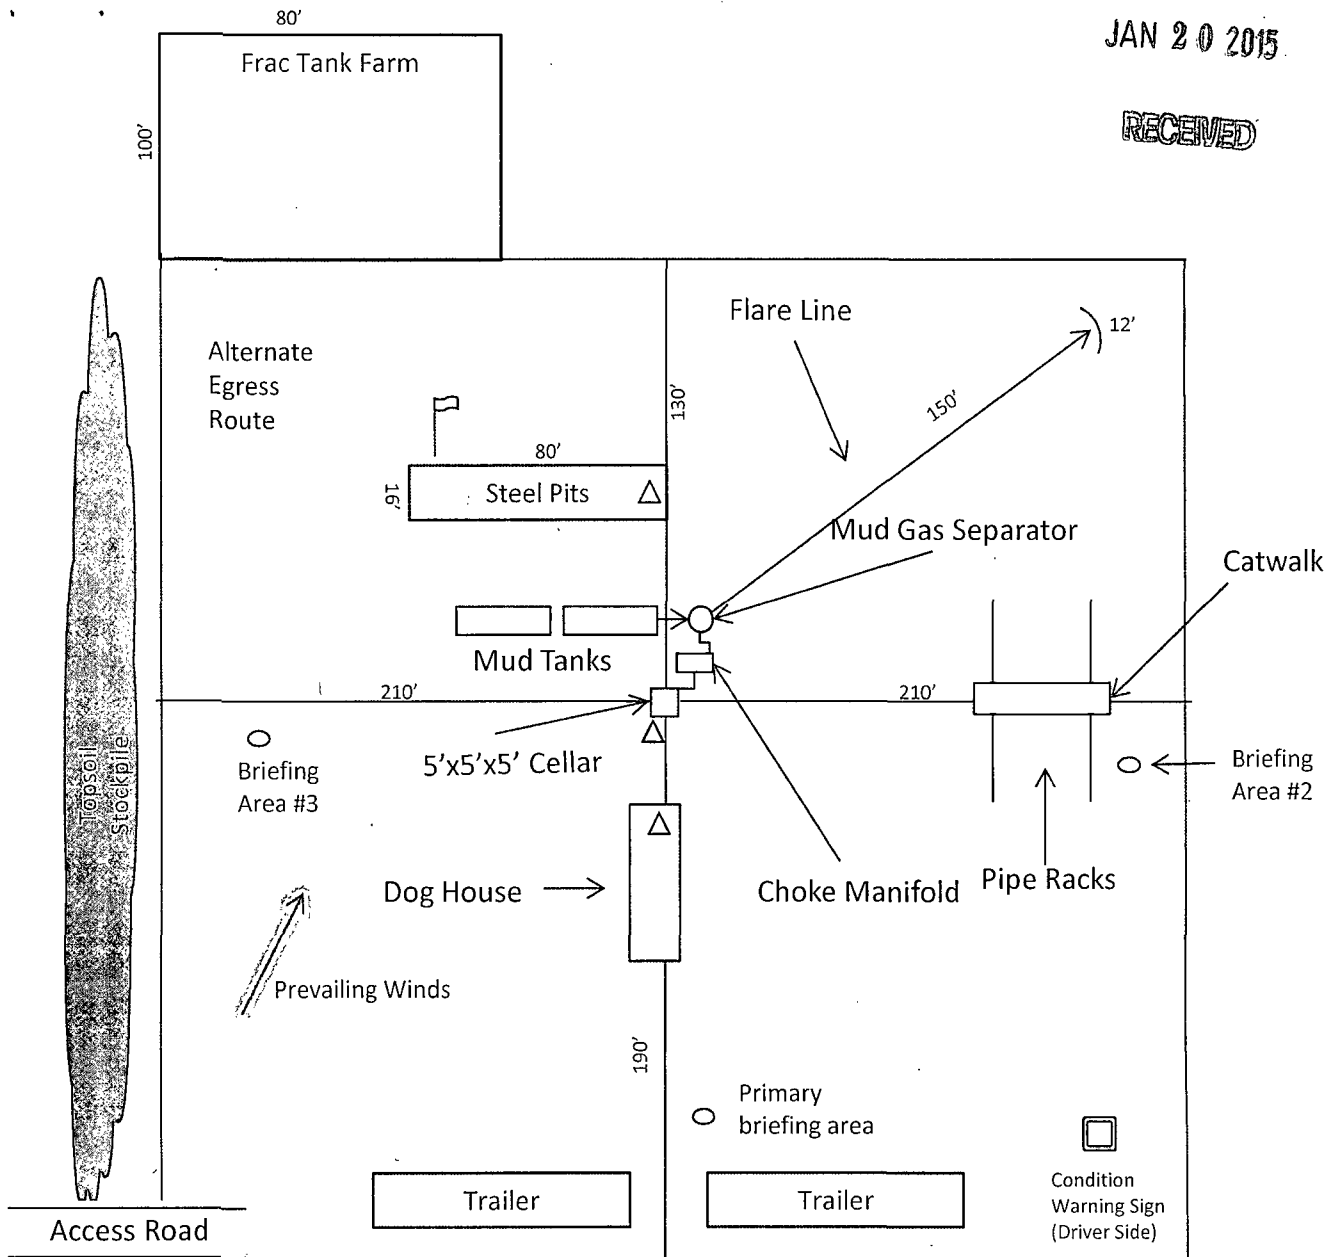 80’
JAN 20 2015
Frac Tank Farm
RECEIVED
100’
Flare Line
12’
Alternate
Egress
Route
130’
150’
80’
16’
Steel Pits
Mud Gas Separator
Catwalk
Mud Tanks
210’
210’
Topsoil
Stockpile
Briefing
Area #3
5’x5’x5’ Cellar
Briefing
Area #2
Dog House
Choke Manifold
Pipe Racks
Prevailing Winds
190’
Primary
briefing area
Trailer
Trailer
Condition
Warning Sign
(Driver Side)
Access Road